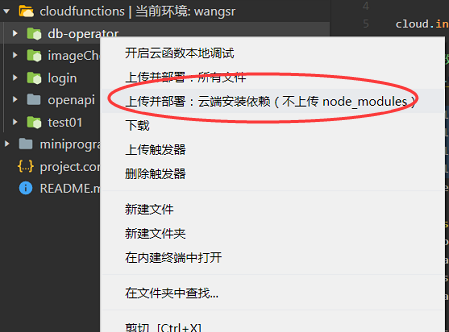 cloudfunctions | 当前环境: wangsr
db-operator
imageChe
login
openapi
test01
miniprogra
project.con
README.m
开启云函数本地调试
上传并部署：所有文件
上传并部署：云端安装依赖（不上传 node_modules）
下载
上传触发器
删除触发器
新建文件
新建文件夹
在内建终端中打开
在文件夹中查找...
剪切 [Ctrl+X]
4
5
cloud.in
6